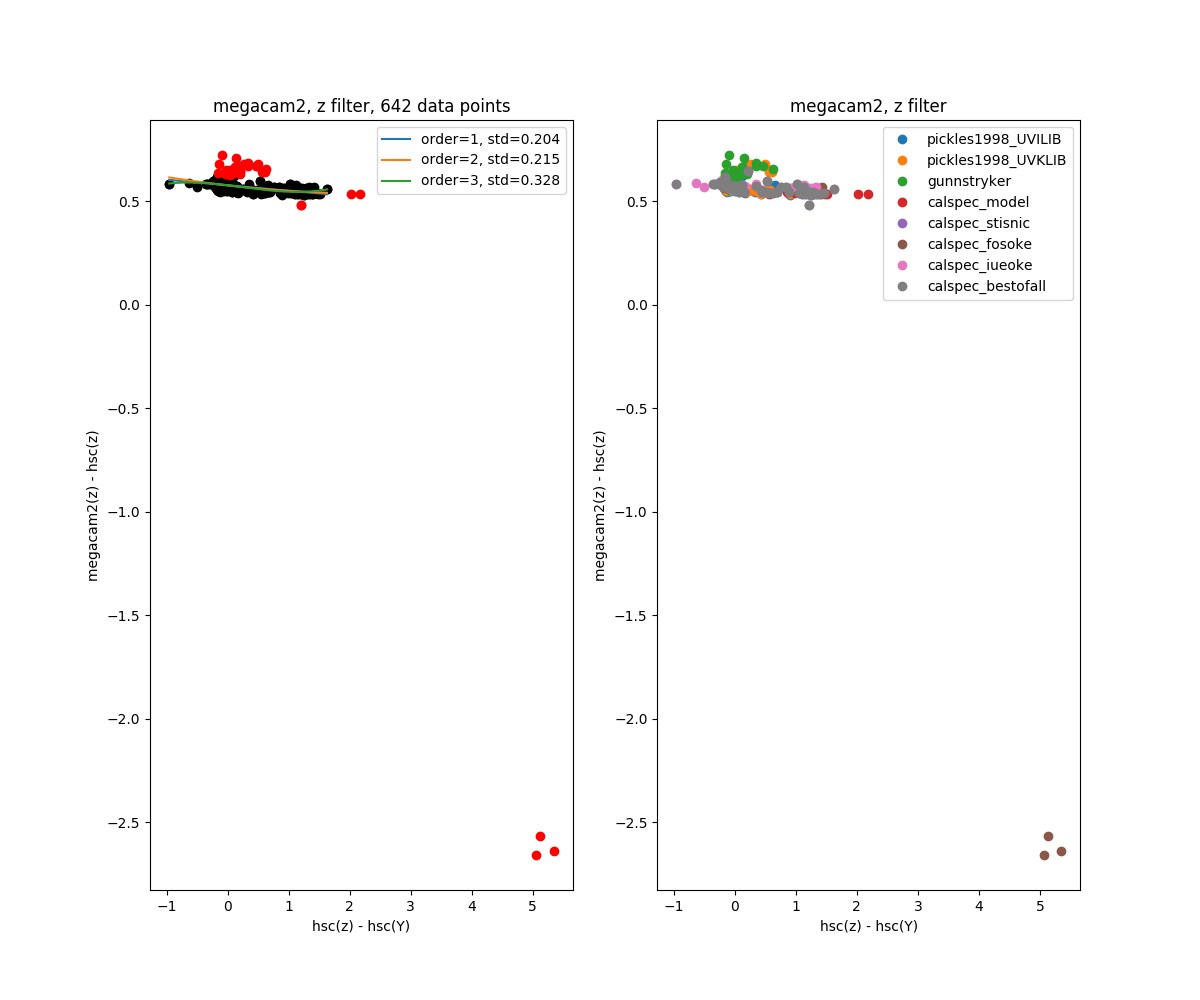 megacam2, z filter, 642 data points
order=1, std=0.204
order=2, std=0.215
order=3, std=0.328
0.5
0.0
−0.5
−1.0
−1.5
−2.0
−2.5
megacam2(z) - hsc(z)
−1 0 1 2 3 4 5
hsc(z) - hsc(Y)
megacam2, z filter
pickles1998_UVILIB
pickles1998_UVKLIB
gunnstryker
calspec_model
calspec_stisnic
calspec_fosoke
calspec_iueoke
calspec_bestofall
0.5
0.0
−0.5
−1.0
−1.5
−2.0
−2.5
megacam2(z) - hsc(z)
−1 0 1 2 3 4 5
hsc(z) - hsc(Y)